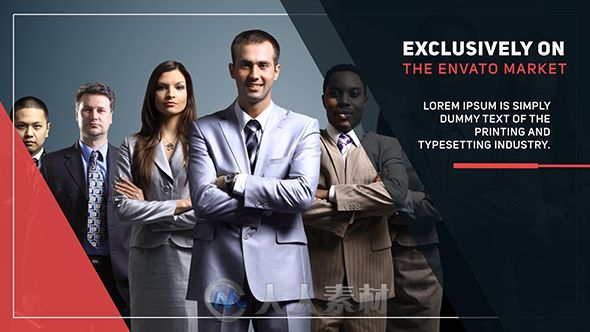 EXCLUSIVELY ON
THE ENVATO MARKET
LOREM IPSUM IS SIMPLY
DUMMY TEXT OF THE
PRINTING AND
TYPESETTING INDUSTRY.
人人素材